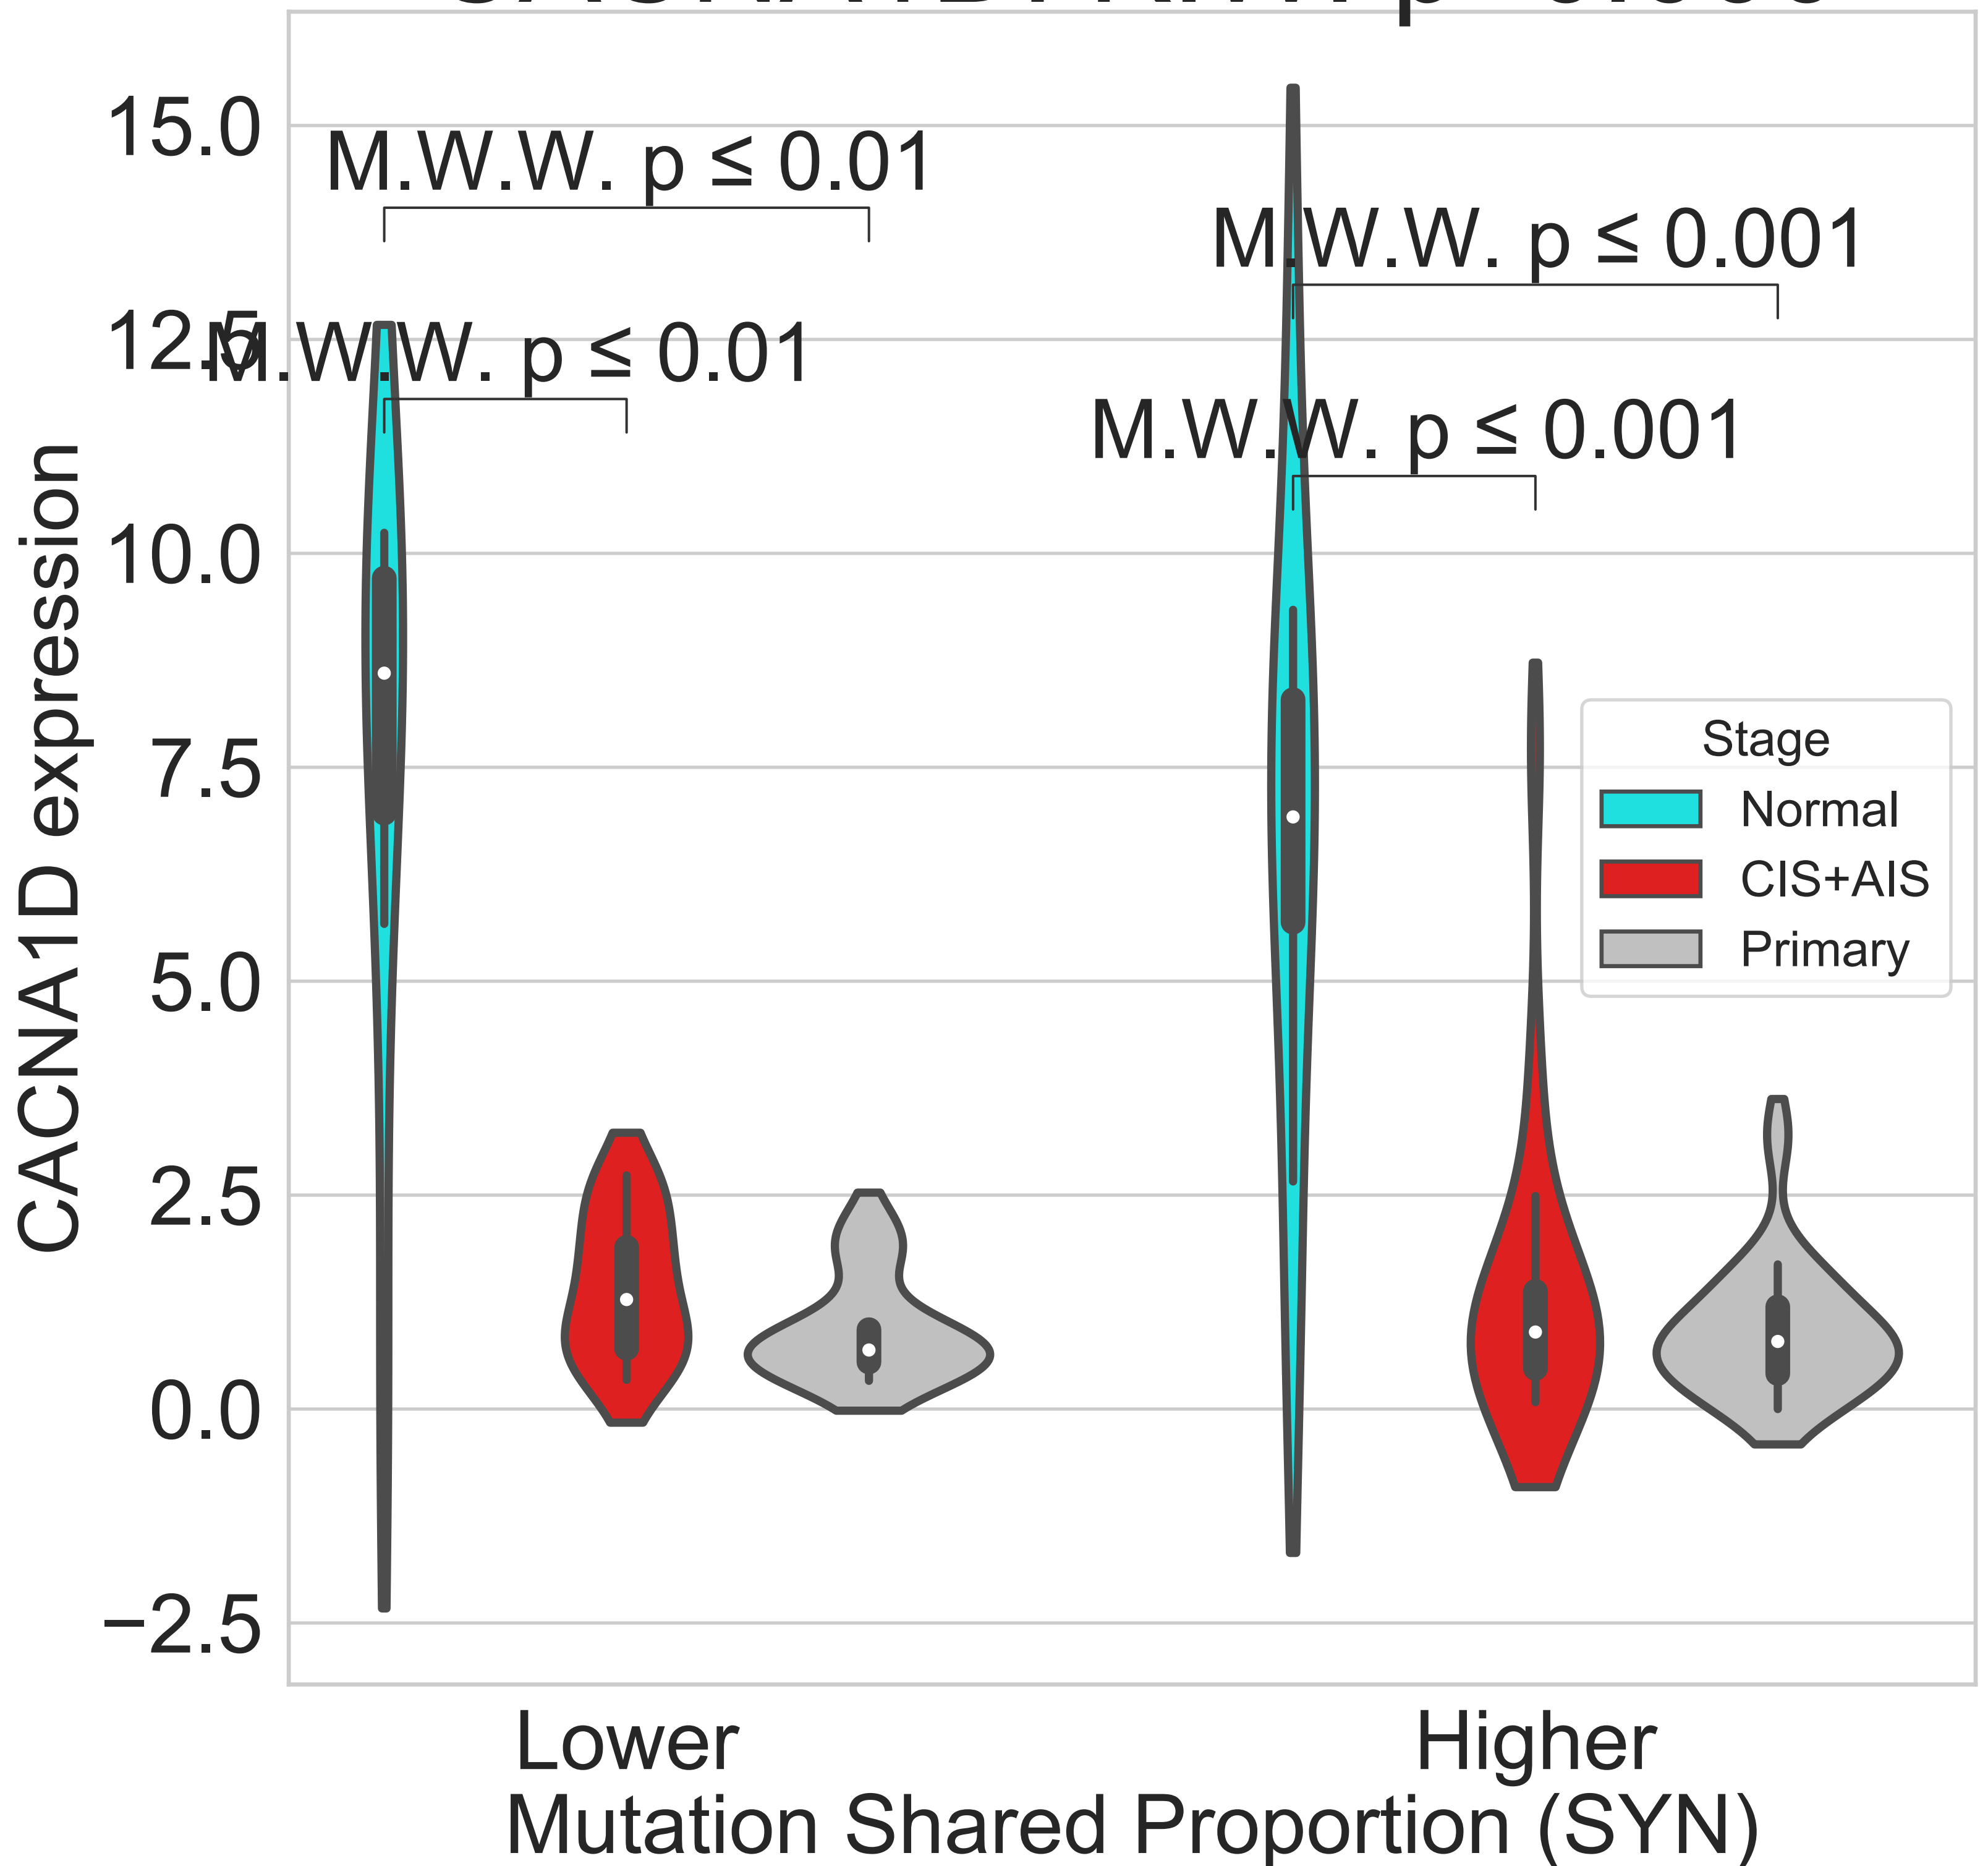 15.0
12.5
10.0
7.5
5.0
2.5
0.0
−2.5
CACNA1D expression
M.W.W. p ≤ 0.01
M.W.W. p ≤ 0.01
M.W.W. p ≤ 0.001
M.W.W. p ≤ 0.001
Stage
Normal
CIS+AIS
Primary
Lower
Higher
Mutation Shared Proportion (SYN)